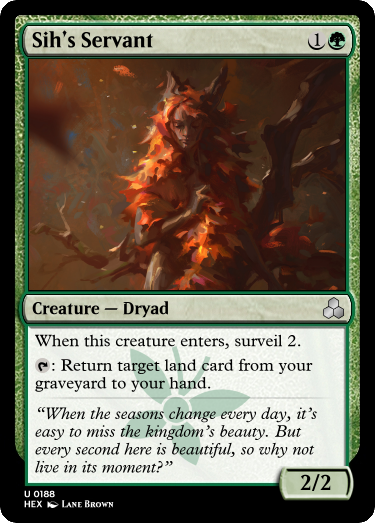 Sih's Servant 1
Creature — Dryad
When this creature enters, surveil 2.
: Return target land card from your
graveyard to your hand.
“When the seasons change every day, it’s
easy to miss the kingdom’s beauty. But
every second here is beautiful, so why not
live in its moment?”
2/2
U 0188
HEX Lane Brown